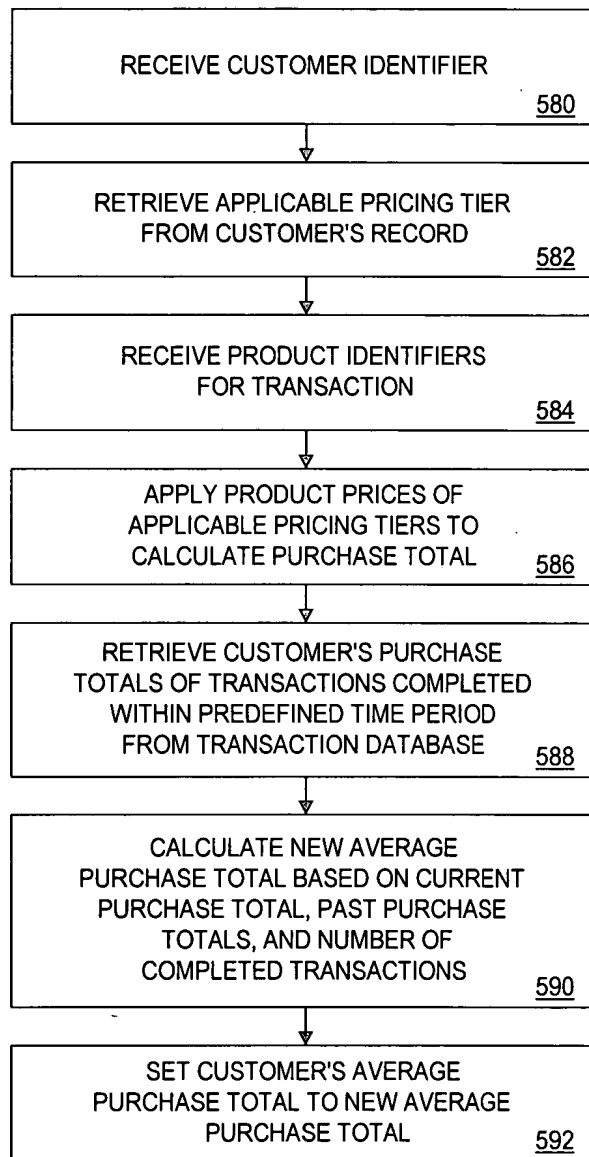 RECEIVE CUSTOMER IDENTIFIER
580
RETRIEVE APPLICABLE PRICING TIER
FROM CUSTOMER'S RECORD
582
RECEIVE PRODUCT IDENTIFIERS
FOR TRANSACTION
584
APPLY PRODUCT PRICES OF
APPLICABLE PRICING TIERS TO
CALCULATE PURCHASE TOTAL
586
RETRIEVE CUSTOMER'S PURCHASE
TOTALS OF TRANSACTIONS COMPLETED
WITHIN PREDEFINED TIME PERIOD
FROM TRANSACTION DATABASE
588
CALCULATE NEW AVERAGE
PURCHASE TOTAL BASED ON CURRENT
PURCHASE TOTAL, PAST PURCHASE
TOTALS, AND NUMBER OF
COMPLETED TRANSACTIONS
590
SET CUSTOMER'S AVERAGE
PURCHASE TOTAL TO NEW AVERAGE
PURCHASE TOTAL
592